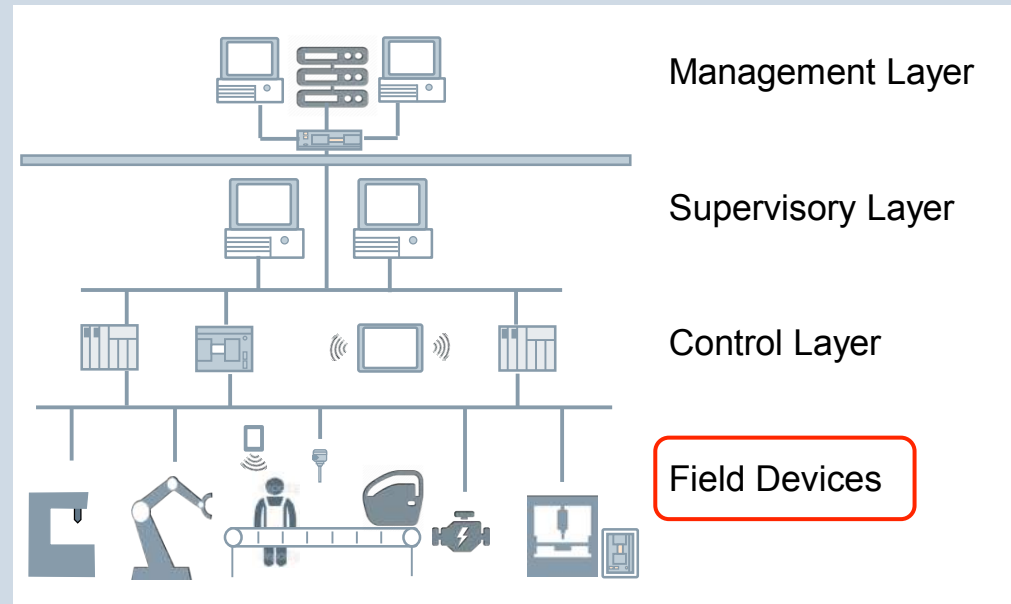 Management Layer
Supervisory Layer
Control Layer
Field Devices